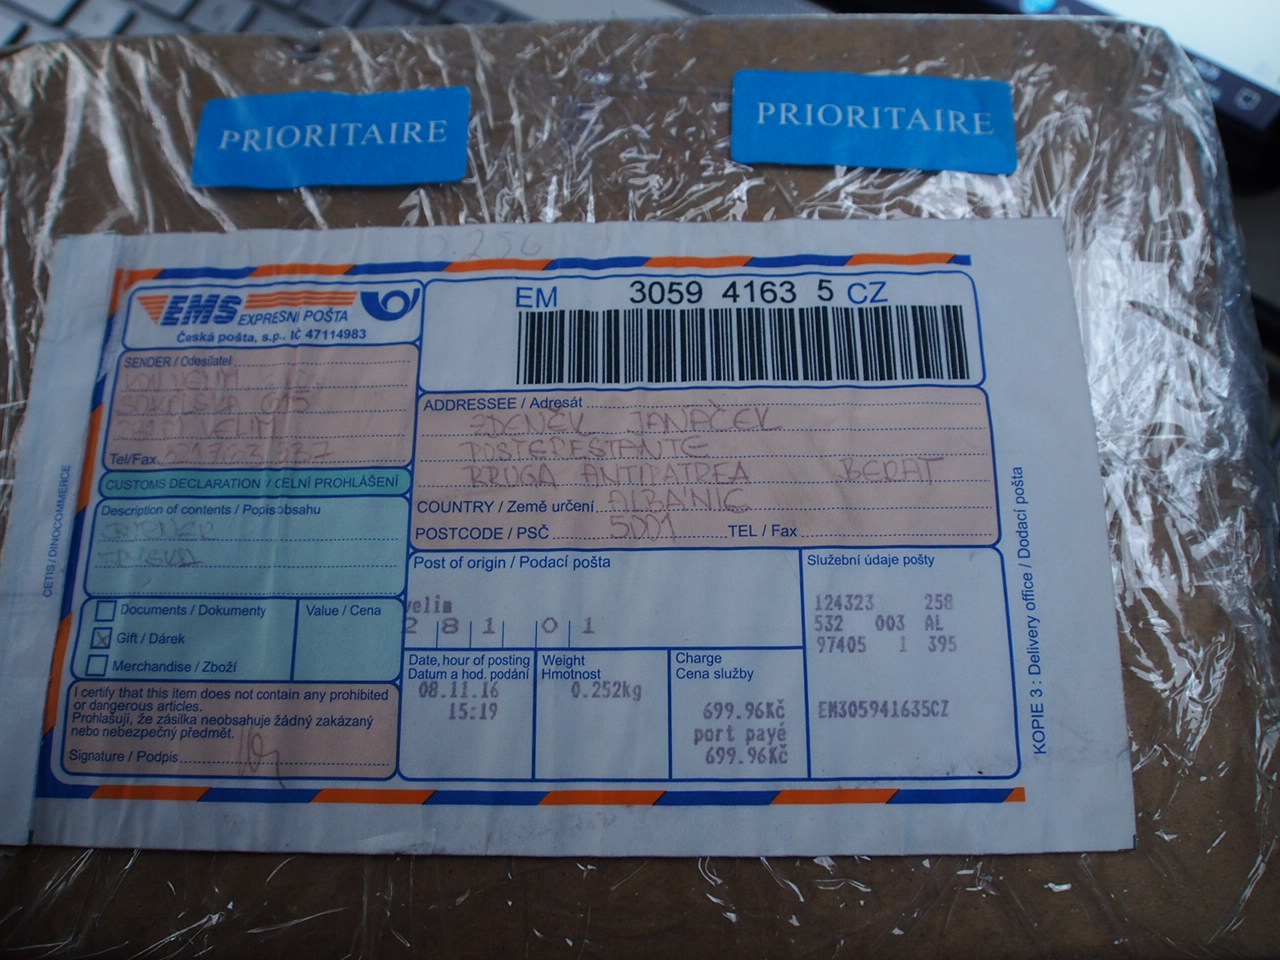 PRIORITAIRE
PRIORITAIRE
EMS EXPRESNÍ POŠTA
Česká pošta, s.p., IČ 47114983
EM 3059 4163 5 CZ
SENDER / Odesílatel
VELIM
SOKOLSKÁ 615
VELIM
Tel/Fax
ADDRESSEE / Adresát
ZDENĚK JANÁČEK
POSTE RESTANTE
RRUGA ANTIPATREA BERAT
COUNTRY / Země určení ALBÁNIE
POSTCODE / PSČ 5001 TEL / Fax
CUSTOMS DECLARATION / CELNÍ PROHLÁŠENÍ
Description of contents / Popis obsahu
Documents / Dokumenty
Gift / Dárek
Merchandise / Zboží
Value / Cena
I certify that this item does not contain any prohibited
or dangerous articles.
Prohlašuji, že zásilka neobsahuje žádný zakázaný
nebo nebezpečný předmět.
Signature / Podpis
Post of origin / Podací pošta
velim
2 8 1 0 1
Date, hour of posting
Datum a hod. podání
08.11.16
15:19
Weight
Hmotnost
0.252kg
Charge
Cena služby
699.96Kč
port payé
699.96Kč
Služební údaje pošty
124323 258
532 003 AL
97405 1 395
EM305941635CZ
CETIS / DINOCOMMERCE
KOPIE 3 : Delivery office / Dodací pošta